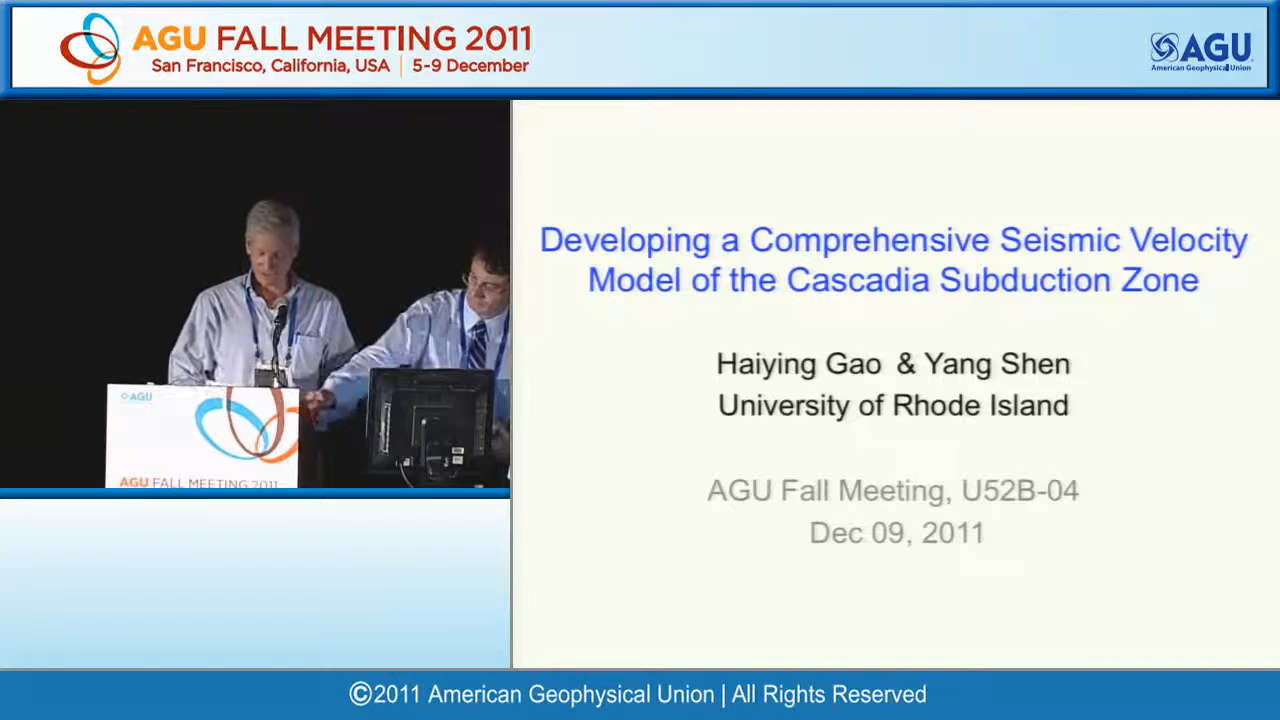 AGU FALL MEETING 2011
San Francisco, California, USA | 5-9 December
AGU
American Geophysical Union
Developing a Comprehensive Seismic Velocity
Model of the Cascadia Subduction Zone
Haiying Gao & Yang Shen
University of Rhode Island
AGU Fall Meeting, U52B-04
Dec 09, 2011
AGU
AGU FALL MEETING 2011
©2011 American Geophysical Union | All Rights Reserved